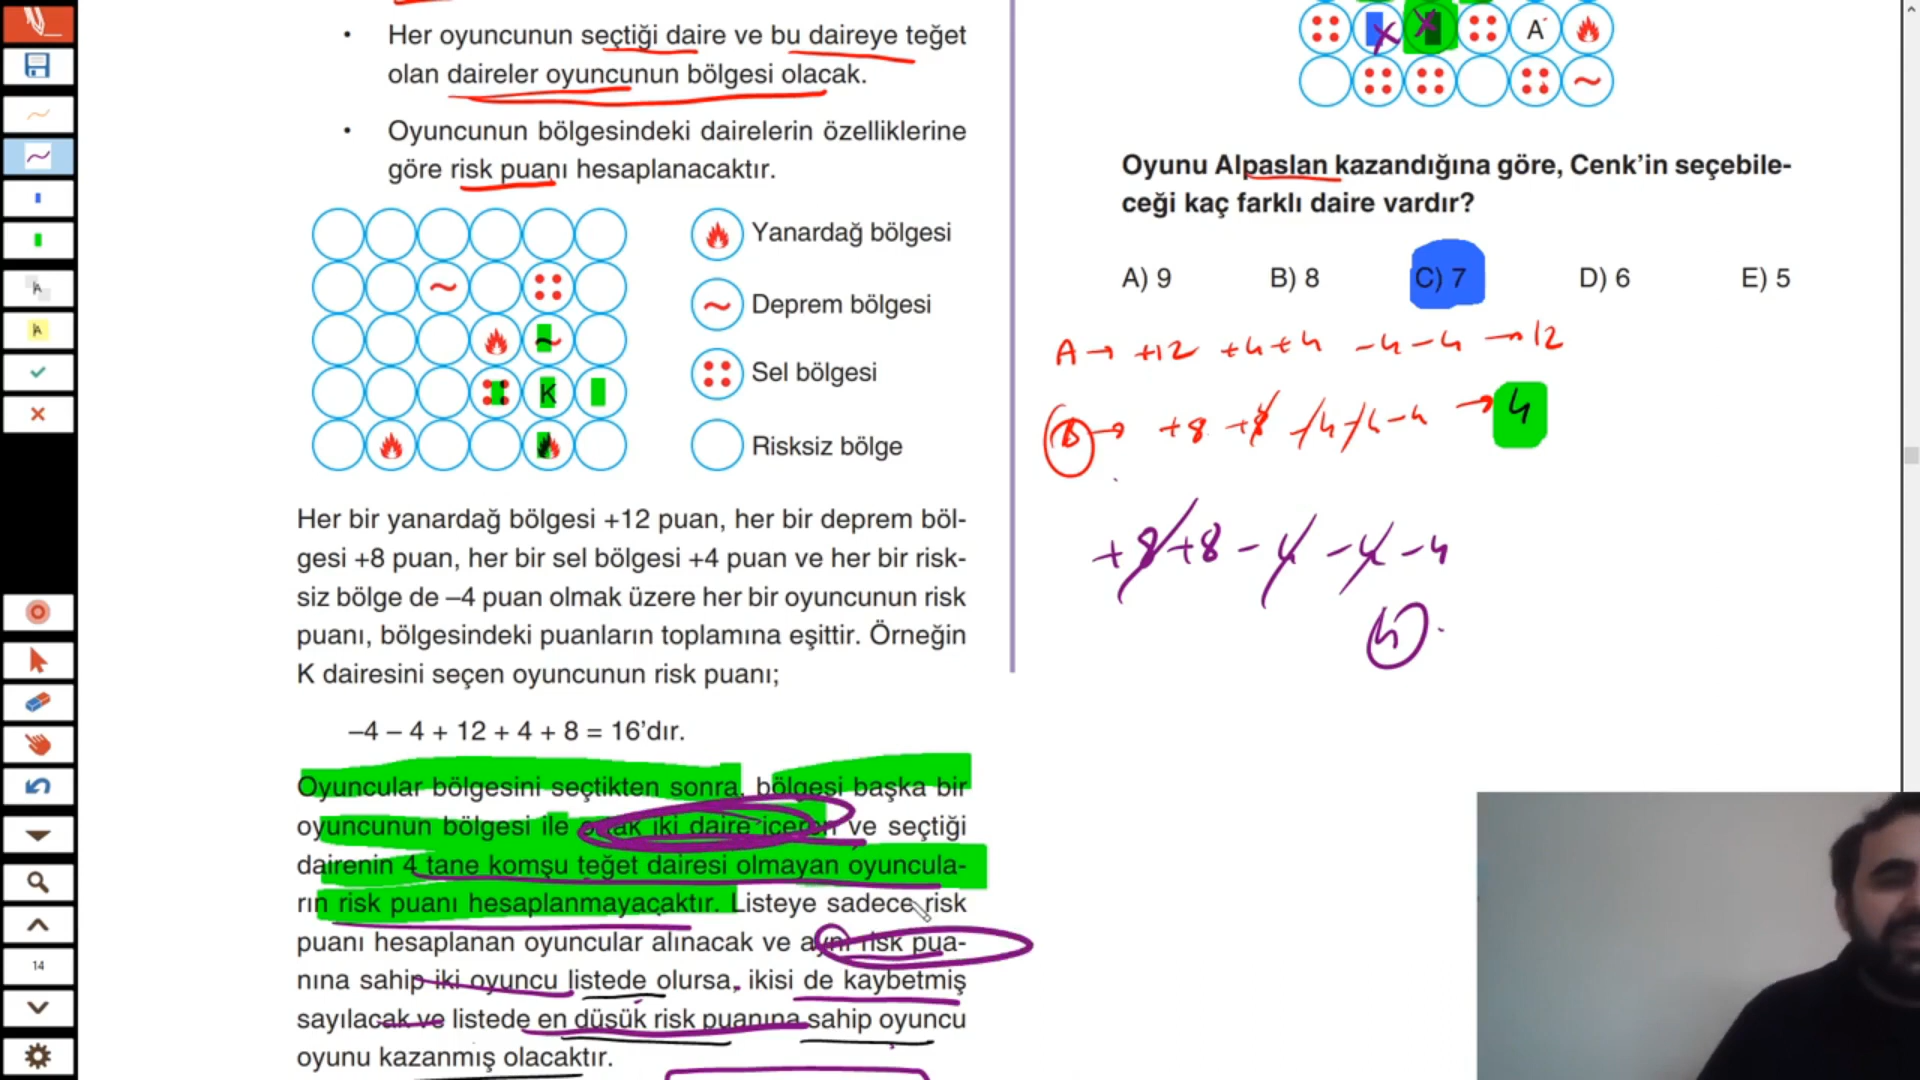 • Her oyuncunun seçtiği daire ve bu daireye teğet
olan daireler oyuncunun bölgesi olacak.
• Oyuncunun bölgesindeki dairelerin özelliklerine
göre risk puanı hesaplanacaktır.
K
Yanardağ bölgesi
Deprem bölgesi
Sel bölgesi
Risksiz bölge
Her bir yanardağ bölgesi +12 puan, her bir deprem böl-
gesi +8 puan, her bir sel bölgesi +4 puan ve her bir risk-
siz bölge de –4 puan olmak üzere her bir oyuncunun risk
puanı, bölgesindeki puanların toplamına eşittir. Örneğin
K dairesini seçen oyuncunun risk puanı;
–4 – 4 + 12 + 4 + 8 = 16’dır.
Oyuncular bölgesini seçtikten sonra, bölgesi başka bir
oyuncunun bölgesi ile ortak iki daire içeren ve seçtiği
dairenin 4 tane komşu teğet dairesi olmayan oyuncula-
rın risk puanı hesaplanmayacaktır. Listeye sadece risk
puanı hesaplanan oyuncular alınacak ve aynı risk pua-
nına sahip iki oyuncu listede olursa, ikisi de kaybetmiş
sayılacak ve listede en düşük risk puanına sahip oyuncu
oyunu kazanmış olacaktır.
A
Oyunu Alpaslan kazandığına göre, Cenk’in seçebile-
ceği kaç farklı daire vardır?
A) 9 B) 8 C) 7 D) 6 E) 5
A → +12 +4+4 -4-4 → 12
B → +8 +8 -4-4-4 → 4
+8+8-4-4-4
4
14